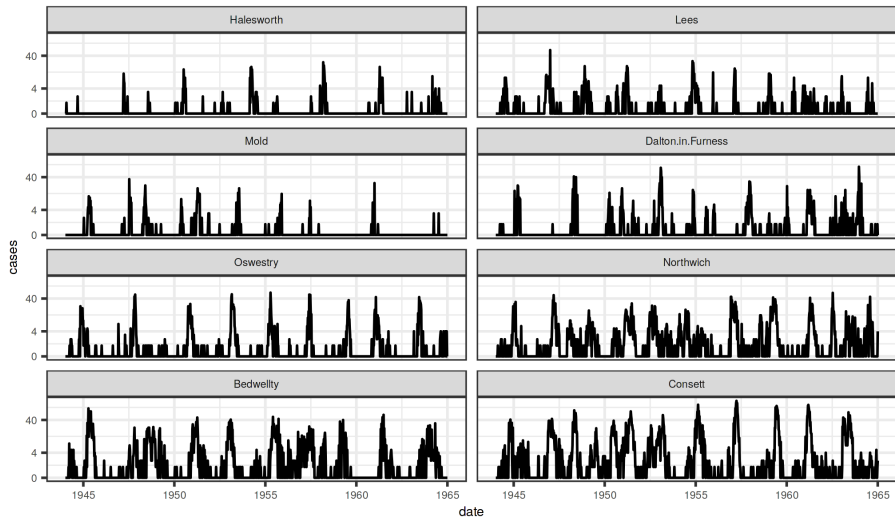 Halesworth
Lees
40
4
0
Mold
Dalton.in.Furness
40
4
0
cases
Oswestry
Northwich
40
4
0
Bedwellty
Consett
40
4
0
1945 1950 1955 1960 1965 1945 1950 1955 1960 1965
date